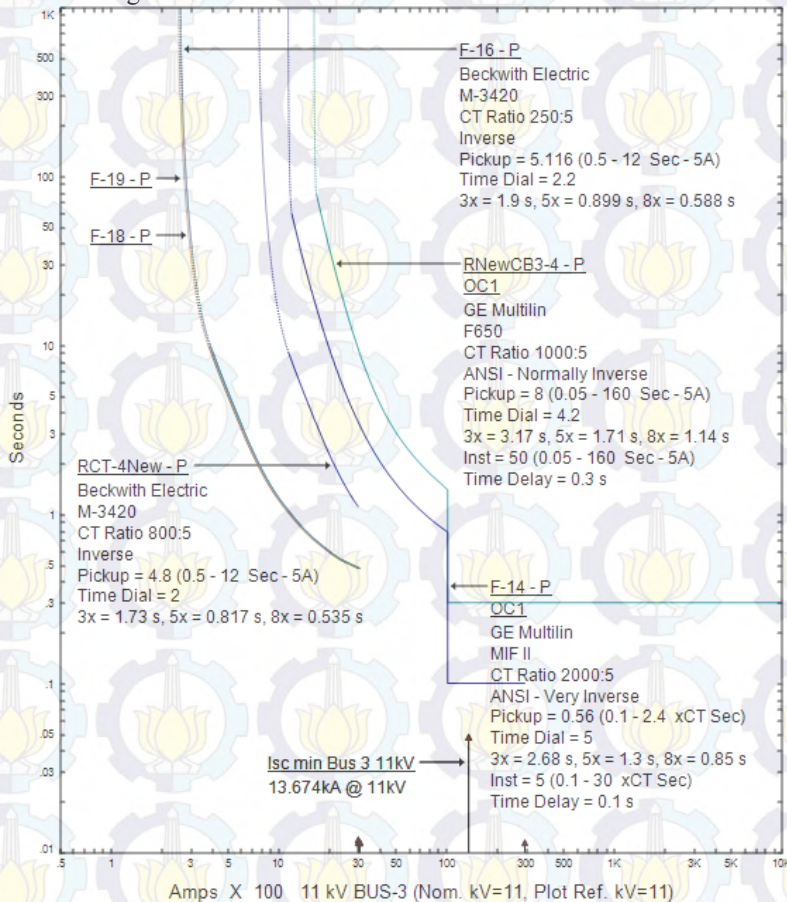 1K
500
300
100
50
30
10
5
3
1
.5
.3
.1
.05
.03
.01
Seconds
F-16 - P
Beckwith Electric
M-3420
CT Ratio 250:5
Inverse
Pickup = 5.116 (0.5 - 12 Sec - 5A)
Time Dial = 2.2
3x = 1.9 s, 5x = 0.899 s, 8x = 0.588 s
F-19 - P
F-18 - P
RNewCB3-4 - P
OC1
GE Multilin
F650
CT Ratio 1000:5
ANSI - Normally Inverse
Pickup = 8 (0.05 - 160 Sec - 5A)
Time Dial = 4.2
3x = 3.17 s, 5x = 1.71 s, 8x = 1.14 s
Inst = 50 (0.05 - 160 Sec - 5A)
Time Delay = 0.3 s
RCT-4New - P
Beckwith Electric
M-3420
CT Ratio 800:5
Inverse
Pickup = 4.8 (0.5 - 12 Sec - 5A)
Time Dial = 2
3x = 1.73 s, 5x = 0.817 s, 8x = 0.535 s
F-14 - P
OC1
GE Multilin
MIF II
CT Ratio 2000:5
ANSI - Very Inverse
Pickup = 0.56 (0.1 - 2.4 xCT Sec)
Time Dial = 5
3x = 2.68 s, 5x = 1.3 s, 8x = 0.85 s
Inst = 5 (0.1 - 30 xCT Sec)
Time Delay = 0.1 s
Isc min Bus 3 11kV
13.674kA @ 11kV
.5 1 3 5 10 30 50 100 300 500 1K 3K 5K 10K
Amps X 100 11 kV BUS-3 (Nom. kV=11, Plot Ref. kV=11)